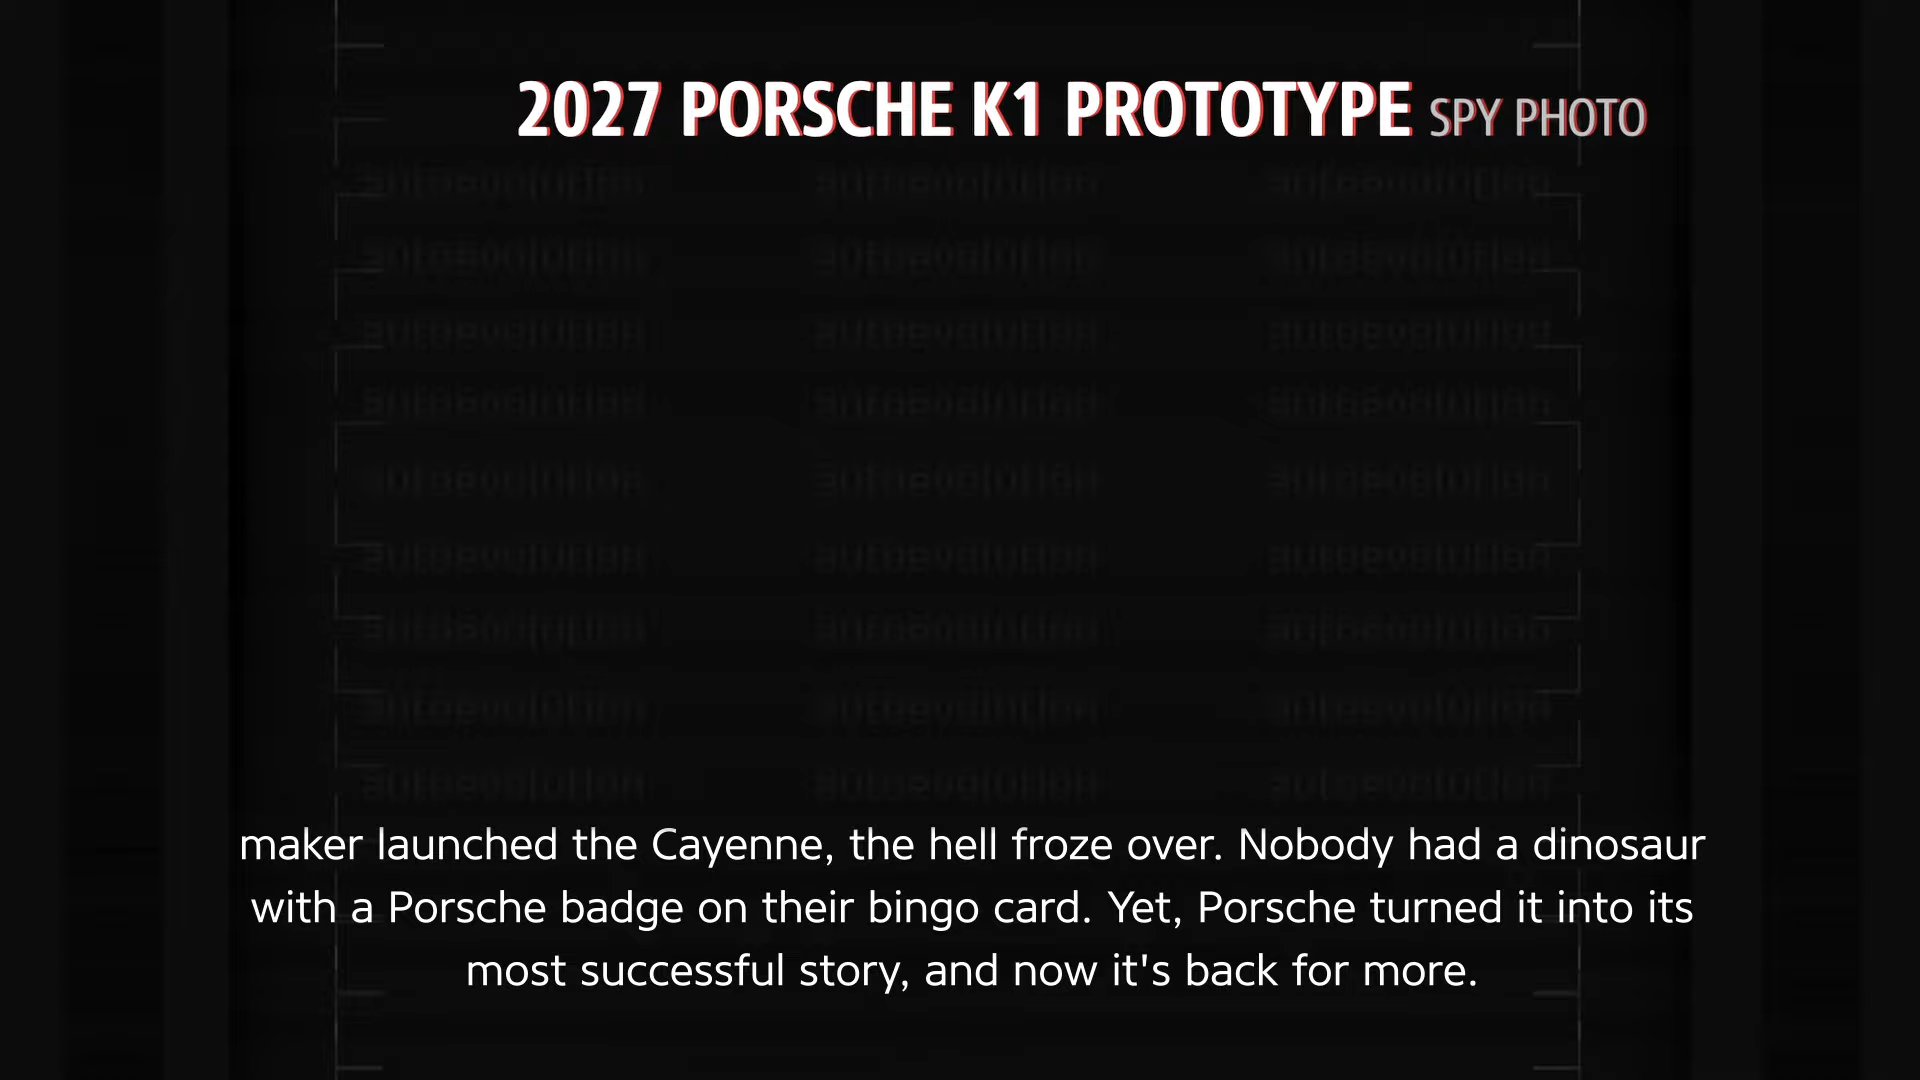 2027 PORSCHE K1 PROTOTYPE SPY PHOTO
maker launched the Cayenne, the hell froze over. Nobody had a dinosaur
with a Porsche badge on their bingo card. Yet, Porsche turned it into its
most successful story, and now it's back for more.